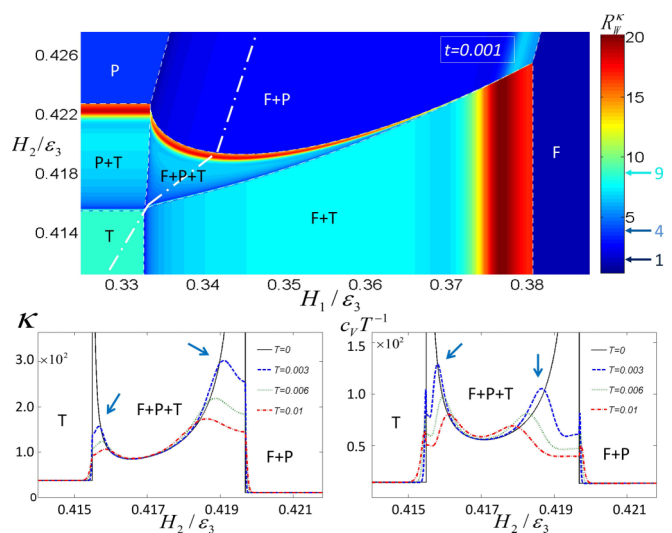 R_W^κ
0.426
P
t=0.001
20
F+P
0.422
15
H₂/ε₃
P+T
F
0.418
F+P+T
10
9
F+T
5
4
0.414
T
1
0.33 0.34 0.35 0.36 0.37 0.38
H₁/ε₃
κ
c_V T⁻¹
×10²
T=0
T=0.003
T=0.006
T=0.01
3.0
2.0
1.0
0
T
F+P+T
F+P
0.415 0.417 0.419 0.421
H₂/ε₃
×10²
T=0
T=0.003
T=0.006
T=0.01
1.5
1.0
0.5
T
F+P+T
F+P
0.415 0.417 0.419 0.421
H₂/ε₃